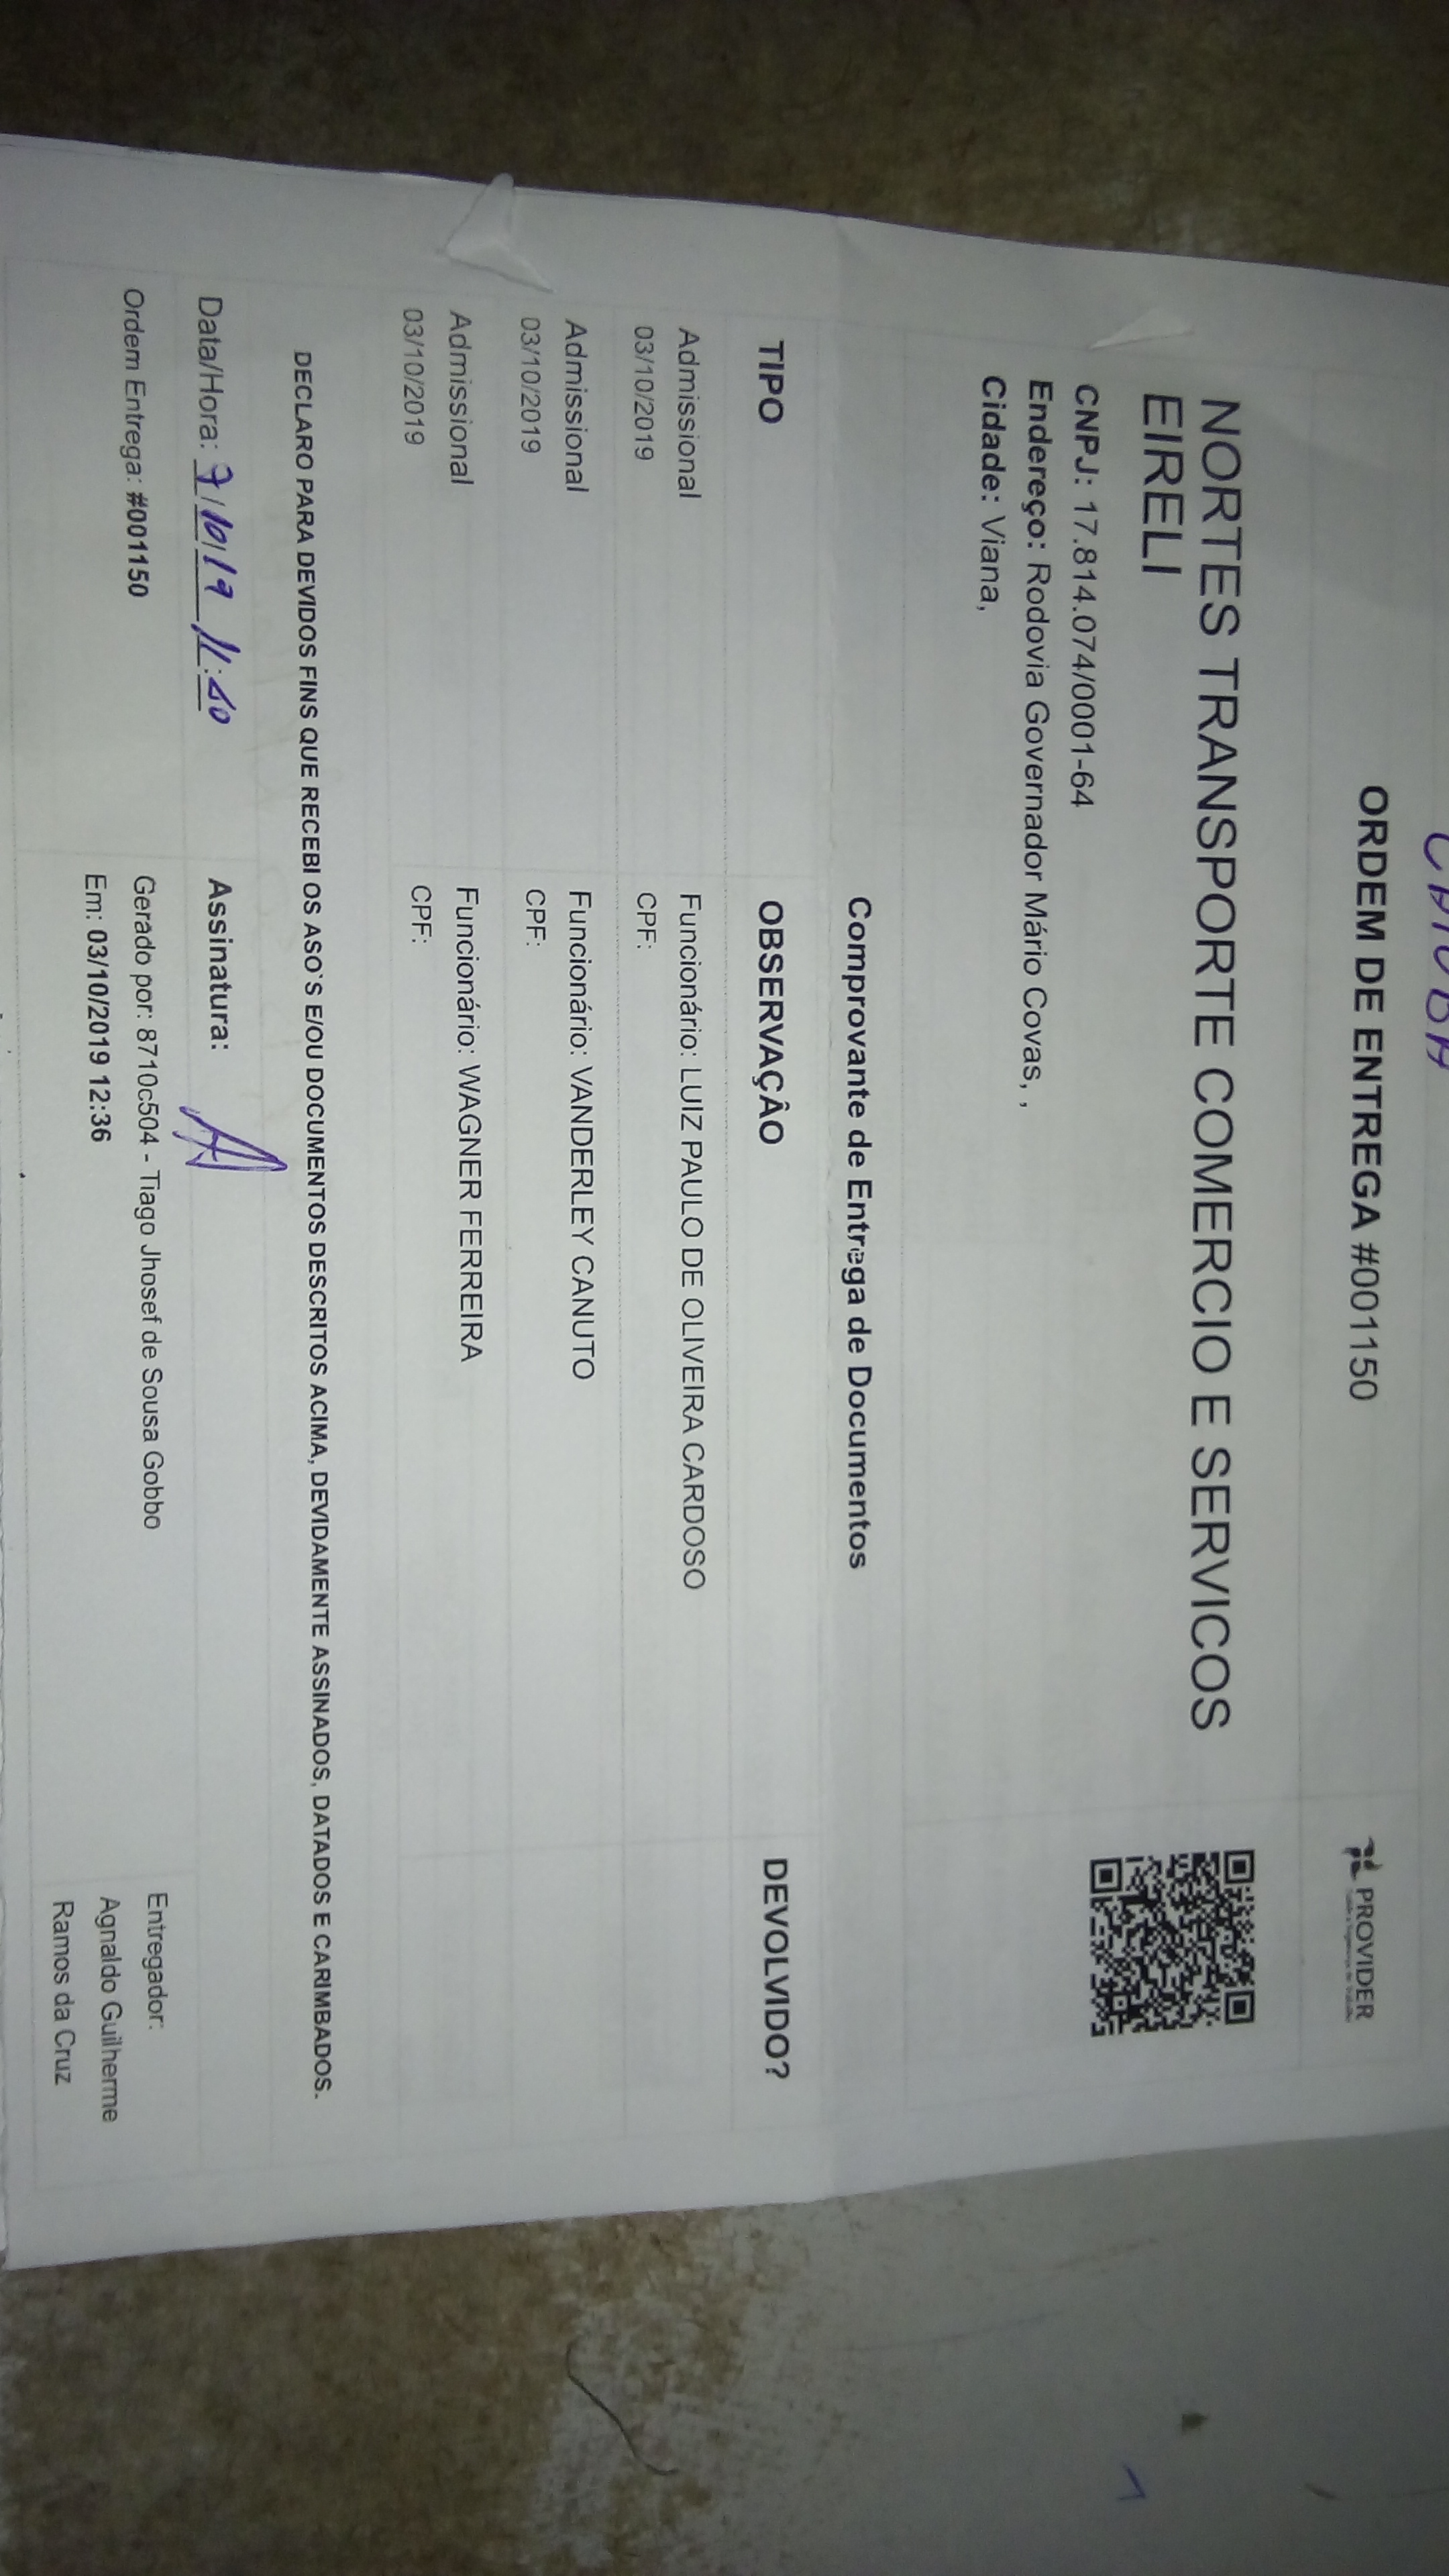 ORDEM DE ENTREGA #001150
PROVIDER
NORTES TRANSPORTE COMERCIO E SERVICOS
EIRELI
CNPJ: 17.814.074/0001-64
Endereço: Rodovia Governador Mário Covas, ,
Cidade: Viana,
Comprovante de Entrega de Documentos
TIPO OBSERVAÇÂO DEVOLVIDO?
Admissional Funcionário: LUIZ PAULO DE OLIVEIRA CARDOSO
03/10/2019 CPF:
Admissional Funcionário: VANDERLEY CANUTO
03/10/2019 CPF:
Admissional Funcionário: WAGNER FERREIRA
03/10/2019 CPF:
DECLARO PARA DEVIDOS FINS QUE RECEBI OS ASO`S E/OU DOCUMENTOS DESCRITOS ACIMA, DEVIDAMENTE ASSINADOS, DATADOS E CARIMBADOS.
Data/Hora: 7/10/19 11:40 Assinatura:
Ordem Entrega: #001150 Gerado por: 8710c504 - Tiago Jhosef de Sousa Gobbo Entregador:
Em: 03/10/2019 12:36 Agnaldo Guilherme
Ramos da Cruz